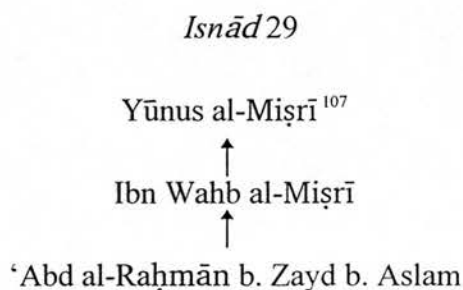 Isnād 29
Yūnus al-Miṣrī 107
Ibn Wahb al-Miṣrī
‘Abd al-Raḥmān b. Zayd b. Aslam